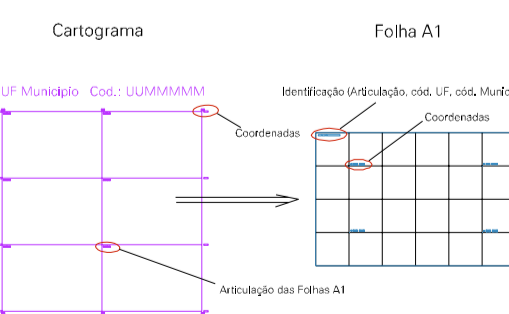 Cartograma
Folha A1
UF Município Cod.: UUMMMMM
Identificação (Articulação, cód. UF, cód. Munic
Coordenadas
Coordenadas
Articulação das Folhas A1